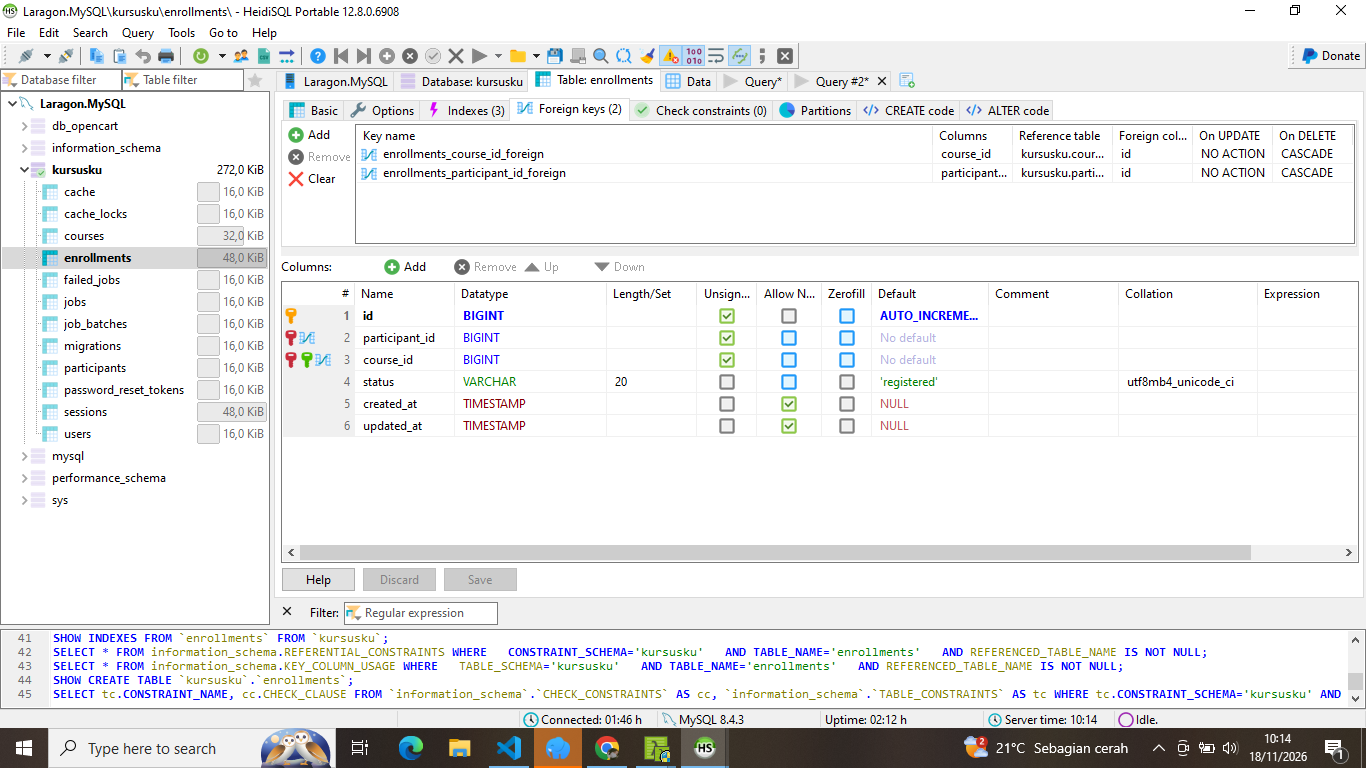 Laragon.MySQL\kursusku\enrollments\ - HeidiSQL Portable 12.8.0.6908
File Edit Search Query Tools Go to Help
Donate
Database filter Table filter
Laragon.MySQL Database: kursusku Table: enrollments Data Query* Query #2*
Laragon.MySQL
db_opencart
information_schema
kursusku 272,0 KiB
cache 16,0 KiB
cache_locks 16,0 KiB
courses 32,0 KiB
enrollments 48,0 KiB
failed_jobs 16,0 KiB
jobs 16,0 KiB
job_batches 16,0 KiB
migrations 16,0 KiB
participants 16,0 KiB
password_reset_tokens 16,0 KiB
sessions 48,0 KiB
users 16,0 KiB
mysql
performance_schema
sys
Basic Options Indexes (3) Foreign keys (2) Check constraints (0) Partitions CREATE code ALTER code
Add
Remove
Clear
Key name Columns Reference table Foreign col... On UPDATE On DELETE
enrollments_course_id_foreign course_id kursusku.cour... id NO ACTION CASCADE
enrollments_participant_id_foreign participant... kursusku.parti... id NO ACTION CASCADE
Columns: Add Remove Up Down
# Name Datatype Length/Set Unsign... Allow N... Zerofill Default Comment Collation Expression
1 id BIGINT AUTO_INCREME...
2 participant_id BIGINT No default
3 course_id BIGINT No default
4 status VARCHAR 20 'registered' utf8mb4_unicode_ci
5 created_at TIMESTAMP NULL
6 updated_at TIMESTAMP NULL
Help Discard Save
Filter: Regular expression
41 SHOW INDEXES FROM `enrollments` FROM `kursusku`;
42 SELECT * FROM information_schema.REFERENTIAL_CONSTRAINTS WHERE CONSTRAINT_SCHEMA='kursusku' AND TABLE_NAME='enrollments' AND REFERENCED_TABLE_NAME IS NOT NULL;
43 SELECT * FROM information_schema.KEY_COLUMN_USAGE WHERE TABLE_SCHEMA='kursusku' AND TABLE_NAME='enrollments' AND REFERENCED_TABLE_NAME IS NOT NULL;
44 SHOW CREATE TABLE `kursusku`.`enrollments`;
45 SELECT tc.CONSTRAINT_NAME, cc.CHECK_CLAUSE FROM `information_schema`.`CHECK_CONSTRAINTS` AS cc, `information_schema`.`TABLE_CONSTRAINTS` AS tc WHERE tc.CONSTRAINT_SCHEMA='kursusku' AND
Connected: 01:46 h MySQL 8.4.3 Uptime: 02:12 h Server time: 10:14 Idle.
Type here to search
HS
2
21°C Sebagian cerah
10:14
18/11/2026
1